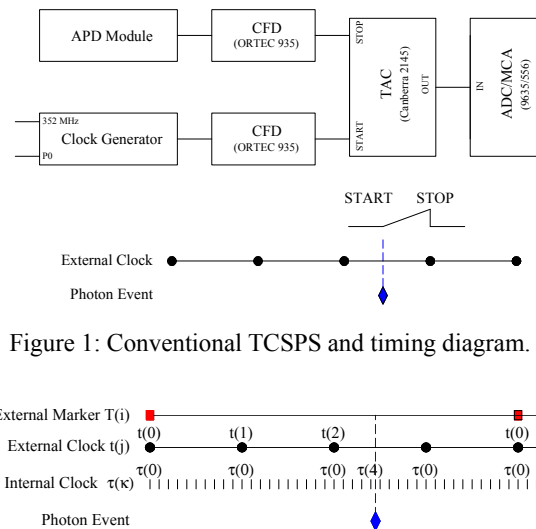 APD Module
CFD
(ORTEC 935)
STOP
START
TAC
(Canberra 2145)
OUT
IN
ADC/MCA
(9635/556)
352 MHz
Clock Generator
P0
CFD
(ORTEC 935)
START STOP
External Clock
Photon Event
Figure 1: Conventional TCSPS and timing diagram.
External Marker T(i)
t(0) t(1) t(2) t(0)
External Clock t(j)
τ(0) τ(0) τ(0) τ(4) τ(0) τ(0)
Internal Clock τ(κ)
Photon Event